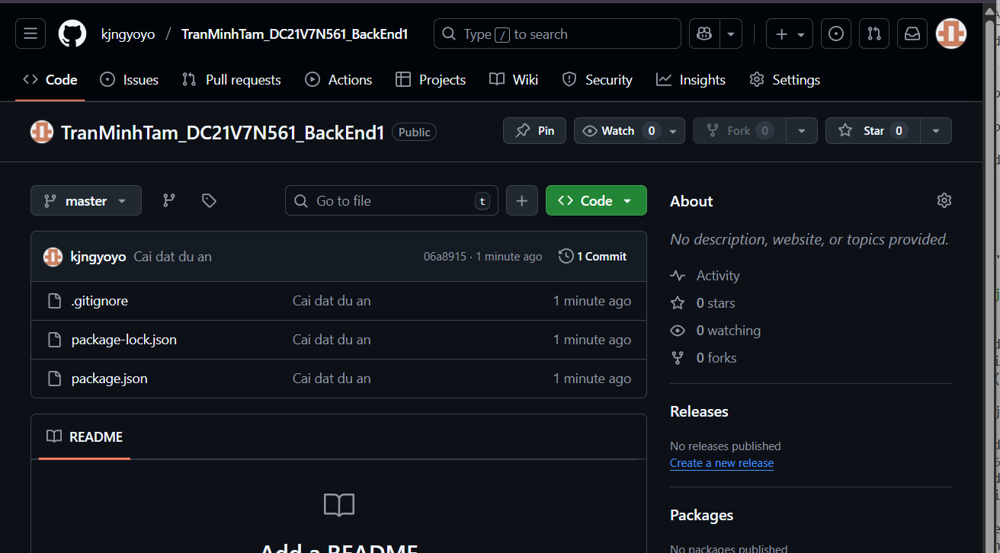 kjngyoyo / TranMinhTam_DC21V7N561_BackEnd1 Type / to search
Code Issues Pull requests Actions Projects Wiki Security Insights Settings
TranMinhTam_DC21V7N561_BackEnd1 Public Pin Watch 0 Fork 0 Star 0
master Go to file t Code
About
No description, website, or topics provided.
kjngyoyo Cai dat du an 06a8915 · 1 minute ago 1 Commit
.gitignore Cai dat du an 1 minute ago
package-lock.json Cai dat du an 1 minute ago
package.json Cai dat du an 1 minute ago
Activity
0 stars
0 watching
0 forks
README
Add a README
Releases
No releases published
Create a new release
Packages
No packages published